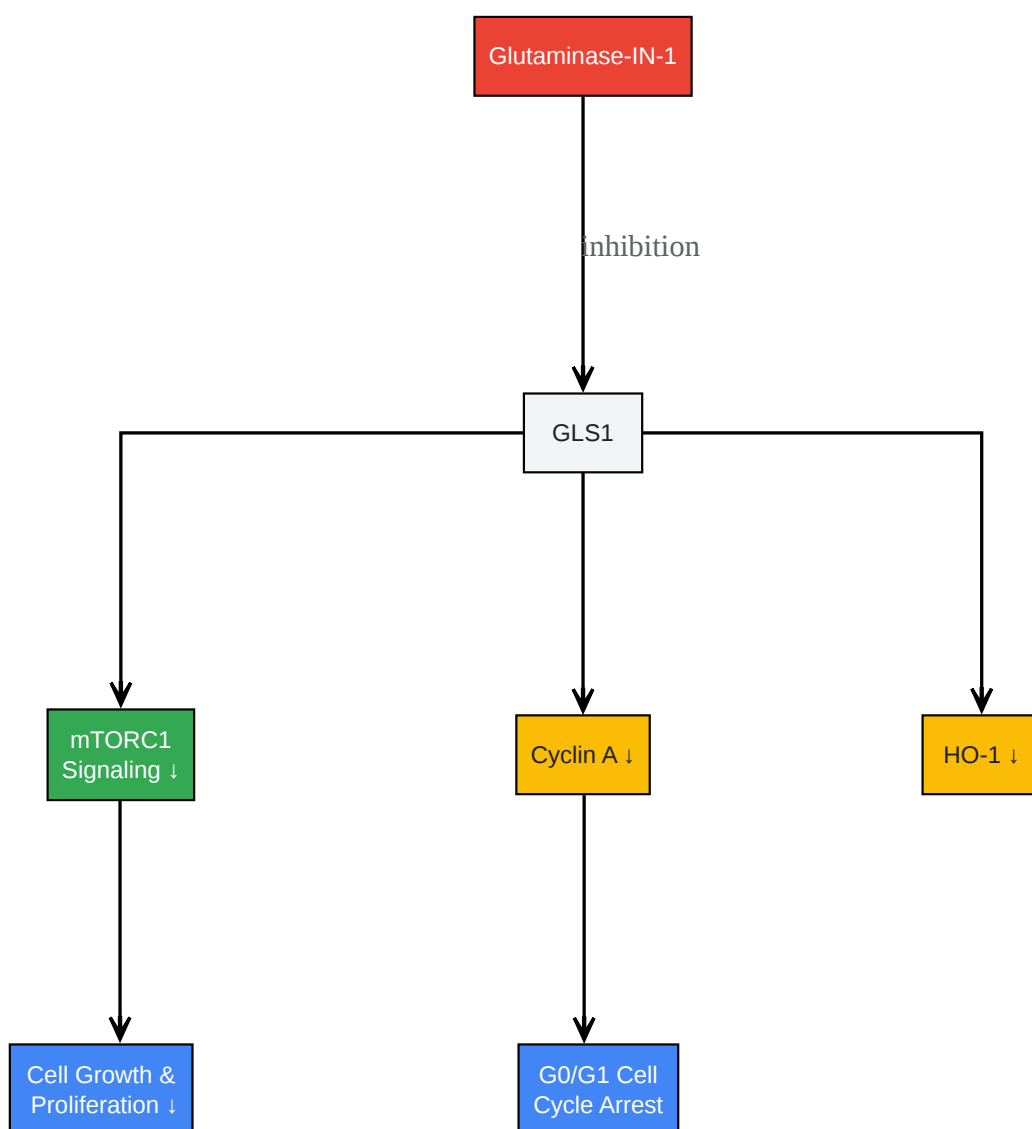 Glutaminase-IN-1
inhibition
GLS1
mTORC1
Signaling ↓
Cyclin A ↓
HO-1 ↓
Cell Growth &
Proliferation ↓
G0/G1 Cell
Cycle Arrest